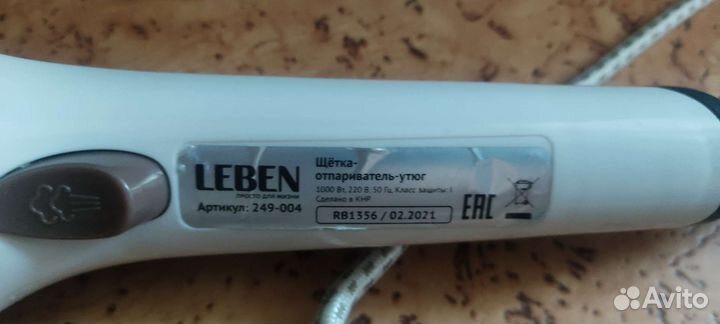 LEBEN
ПРОСТО ДЛЯ ЖИЗНИ
Артикул: 249-004
Щётка-
отпариватель-утюг
1000 Вт, 220 В, 50 Гц, Класс защиты: I
Сделано в КНР
RB1356 / 02.2021
EAC
Avito